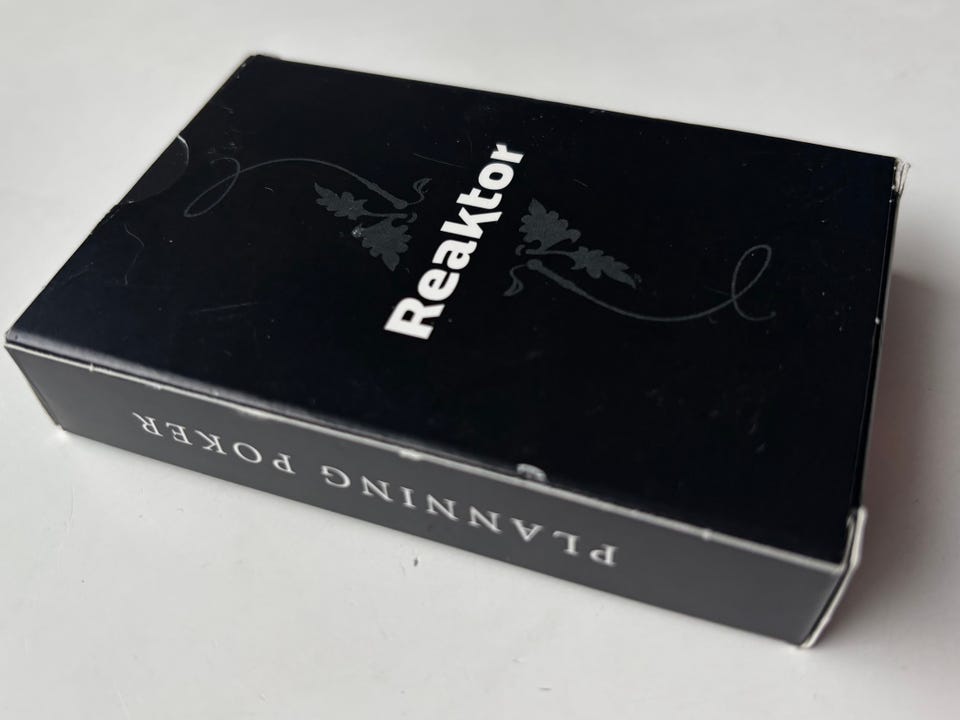 Reaktor
PLANNING POKER